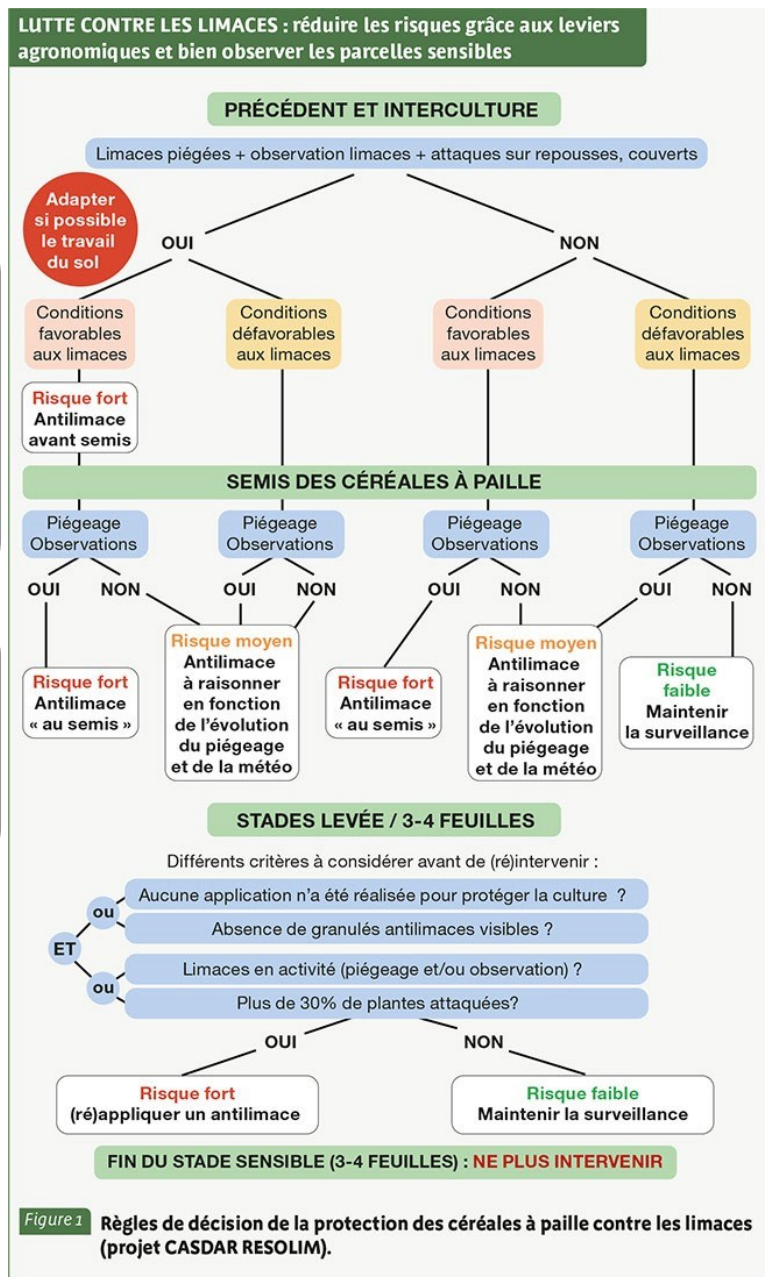 LUTTE CONTRE LES LIMACES : réduire les risques grâce aux leviers
agronomiques et bien observer les parcelles sensibles
PRÉCÉDENT ET INTERCULTURE
Limaces piégées + observation limaces + attaques sur repousses, couverts
Adapter
si possible
le travail
du sol
OUI
NON
Conditions
favorables
aux limaces
Conditions
défavorables
aux limaces
Conditions
favorables
aux limaces
Conditions
défavorables
aux limaces
Risque fort
Antilimace
avant semis
SEMIS DES CÉRÉALES À PAILLE
Piégeage
Observations
Piégeage
Observations
Piégeage
Observations
Piégeage
Observations
OUI
NON
OUI
NON
OUI
NON
OUI
NON
Risque fort
Antilimace
« au semis »
Risque moyen
Antilimace
à raisonner
en fonction
de l'évolution
du piégeage
et de la météo
Risque fort
Antilimace
« au semis »
Risque moyen
Antilimace
à raisonner
en fonction
de l'évolution
du piégeage
et de la météo
Risque
faible
Maintenir
la surveillance
STADES LEVÉE / 3-4 FEUILLES
Différents critères à considérer avant de (ré)intervenir :
ET
ou
Aucune application n'a été réalisée pour protéger la culture ?
Absence de granulés antilimaces visibles ?
ou
Limaces en activité (piégeage et/ou observation) ?
Plus de 30% de plantes attaquées?
OUI
NON
Risque fort
(ré)appliquer un antilimace
Risque faible
Maintenir la surveillance
FIN DU STADE SENSIBLE (3-4 FEUILLES) : NE PLUS INTERVENIR
Figure 1 Règles de décision de la protection des céréales à paille contre les limaces
(projet CASDAR RESOLIM).